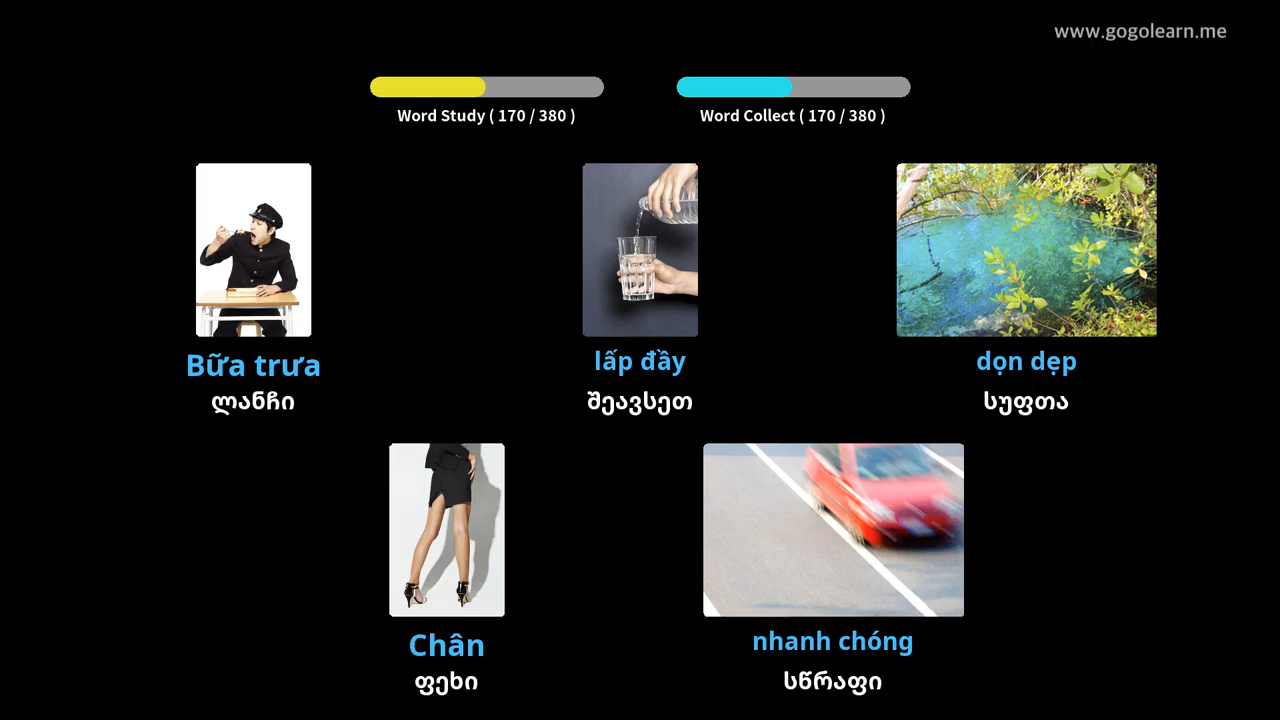 www.gogolearn.me
Word Study ( 170 / 380 )
Word Collect ( 170 / 380 )
Bữa trưa
ლანჩი
lấp đầy
შეავსეთ
dọn dẹp
სუფთა
Chân
ფეხი
nhanh chóng
სწრაფი